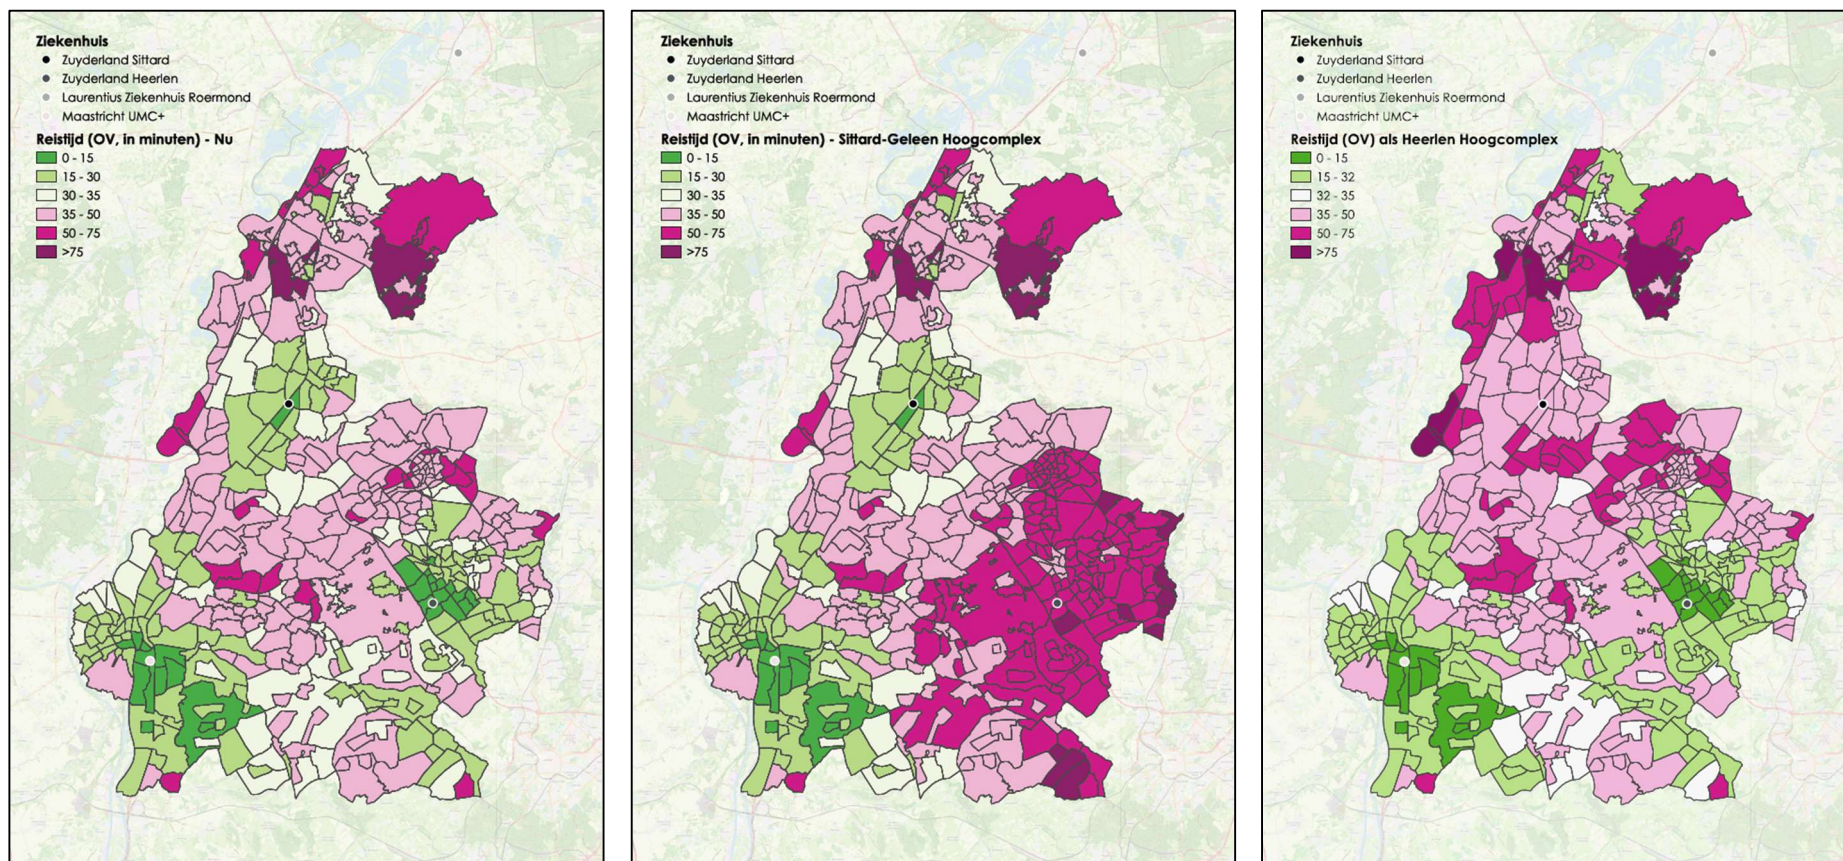 Ziekenhuis
Zuyderland Sittard
Zuyderland Heerlen
Laurentius Ziekenhuis Roermond
Maastricht UMC+
Reistijd (OV, in minuten) - Nu
0 - 15
15 - 30
30 - 35
35 - 50
50 - 75
>75
Ziekenhuis
Zuyderland Sittard
Zuyderland Heerlen
Laurentius Ziekenhuis Roermond
Maastricht UMC+
Reistijd (OV, in minuten) - Sittard-Geleen Hoogcomplex
0 - 15
15 - 30
30 - 35
35 - 50
50 - 75
>75
Ziekenhuis
Zuyderland Sittard
Zuyderland Heerlen
Laurentius Ziekenhuis Roermond
Maastricht UMC+
Reistijd (OV) als Heerlen Hoogcomplex
0 - 15
15 - 32
32 - 35
35 - 50
50 - 75
>75